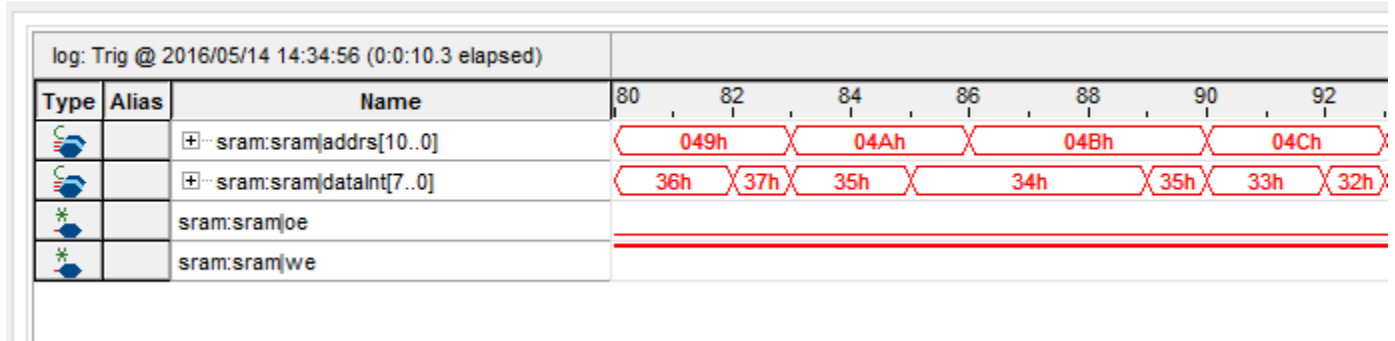 log: Trig @ 2016/05/14 14:34:56 (0:0:10.3 elapsed)
Type Alias Name 80 82 84 86 88 90 92
sram:sram|addrs[10..0] 049h 04Ah 04Bh 04Ch
sram:sram|dataInt[7..0] 36h 37h 35h 34h 35h 33h 32h
sram:sram|oe
sram:sram|we